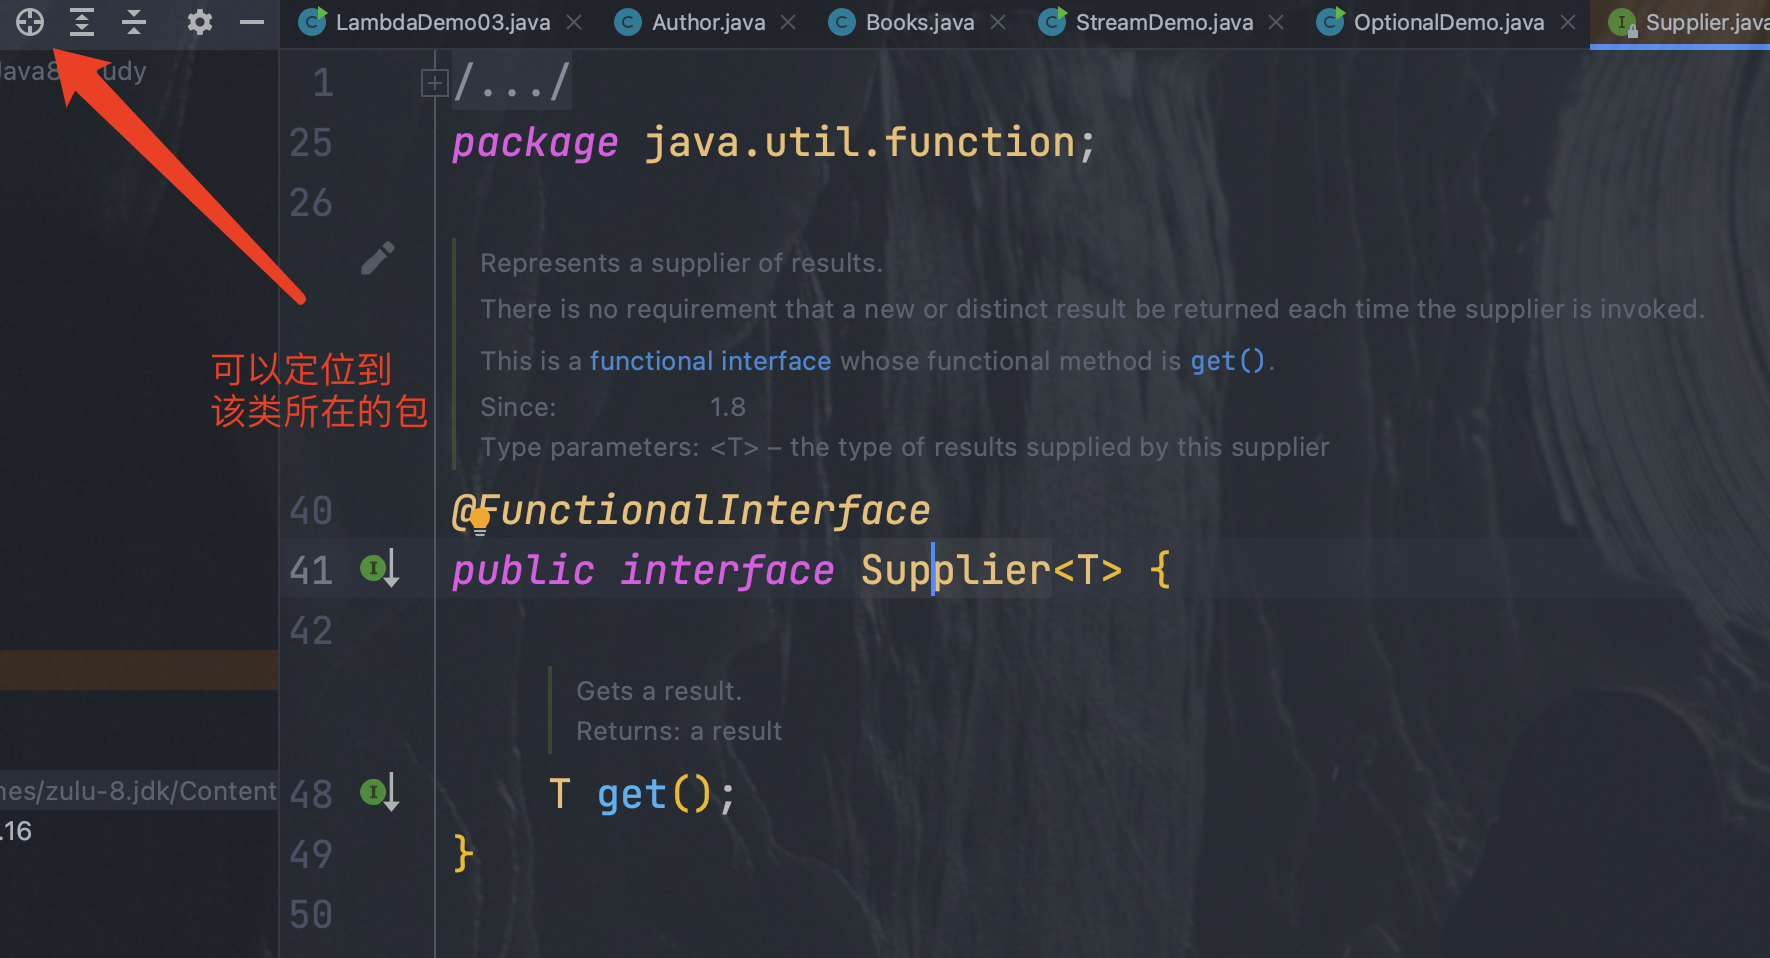 LambdaDemo03.java
Author.java
Books.java
StreamDemo.java
OptionalDemo.java
Supplier.java
1 /.../
25 package java.util.function;
26
Represents a supplier of results.
There is no requirement that a new or distinct result be returned each time the supplier is invoked.
This is a functional interface whose functional method is get().
可以定位到
该类所在的包
Since: 1.8
Type parameters: <T> – the type of results supplied by this supplier
40 @FunctionalInterface
41 public interface Supplier<T> {
42
Gets a result.
Returns: a result
nes/zulu-8.jdk/Content
48 T get();
.16
49 }
50